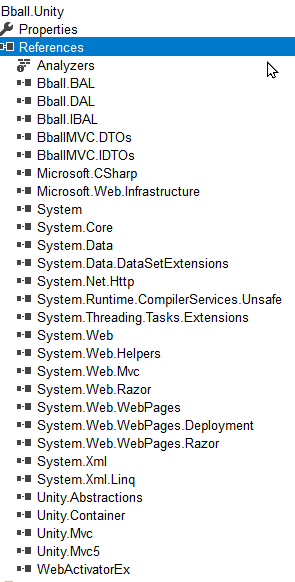 Bball.Unity
Properties
References
Analyzers
Bball.BAL
Bball.DAL
Bball.IBAL
BballMVC.DTOs
BballMVC.IDTOs
Microsoft.CSharp
Microsoft.Web.Infrastructure
System
System.Core
System.Data
System.Data.DataSetExtensions
System.Net.Http
System.Runtime.CompilerServices.Unsafe
System.Threading.Tasks.Extensions
System.Web
System.Web.Helpers
System.Web.Mvc
System.Web.Razor
System.Web.WebPages
System.Web.WebPages.Deployment
System.Web.WebPages.Razor
System.Xml
System.Xml.Linq
Unity.Abstractions
Unity.Container
Unity.Mvc
Unity.Mvc5
WebActivatorEx